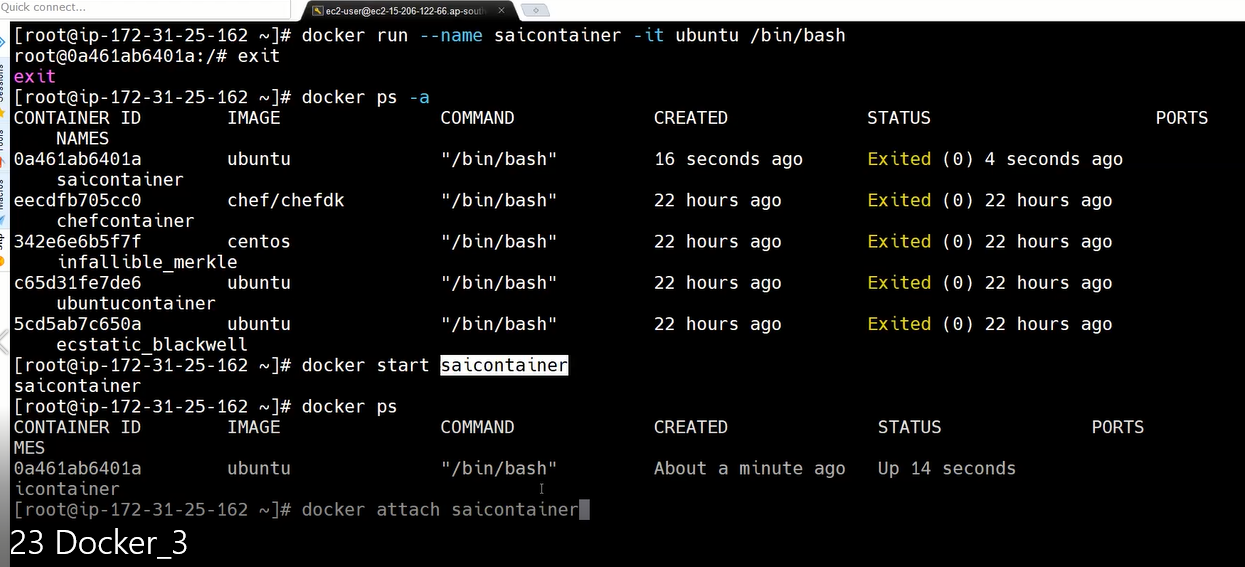 Quick connect...
ec2-user@ec2-15-206-122-66.ap-south
[root@ip-172-31-25-162 ~]# docker run --name saicontainer -it ubuntu /bin/bash
root@0a461ab6401a:/# exit
exit
[root@ip-172-31-25-162 ~]# docker ps -a
CONTAINER ID IMAGE COMMAND CREATED STATUS PORTS
NAMES
0a461ab6401a ubuntu "/bin/bash" 16 seconds ago Exited (0) 4 seconds ago
saicontainer
eecdfb705cc0 chef/chefdk "/bin/bash" 22 hours ago Exited (0) 22 hours ago
chefcontainer
342e6e6b5f7f centos "/bin/bash" 22 hours ago Exited (0) 22 hours ago
infallible_merkle
c65d31fe7de6 ubuntu "/bin/bash" 22 hours ago Exited (0) 22 hours ago
ubuntucontainer
5cd5ab7c650a ubuntu "/bin/bash" 22 hours ago Exited (0) 22 hours ago
ecstatic_blackwell
[root@ip-172-31-25-162 ~]# docker start saicontainer
saicontainer
[root@ip-172-31-25-162 ~]# docker ps
CONTAINER ID IMAGE COMMAND CREATED STATUS PORTS
MES
0a461ab6401a ubuntu "/bin/bash" About a minute ago Up 14 seconds
icontainer
[root@ip-172-31-25-162 ~]# docker attach saicontainer
23 Docker_3